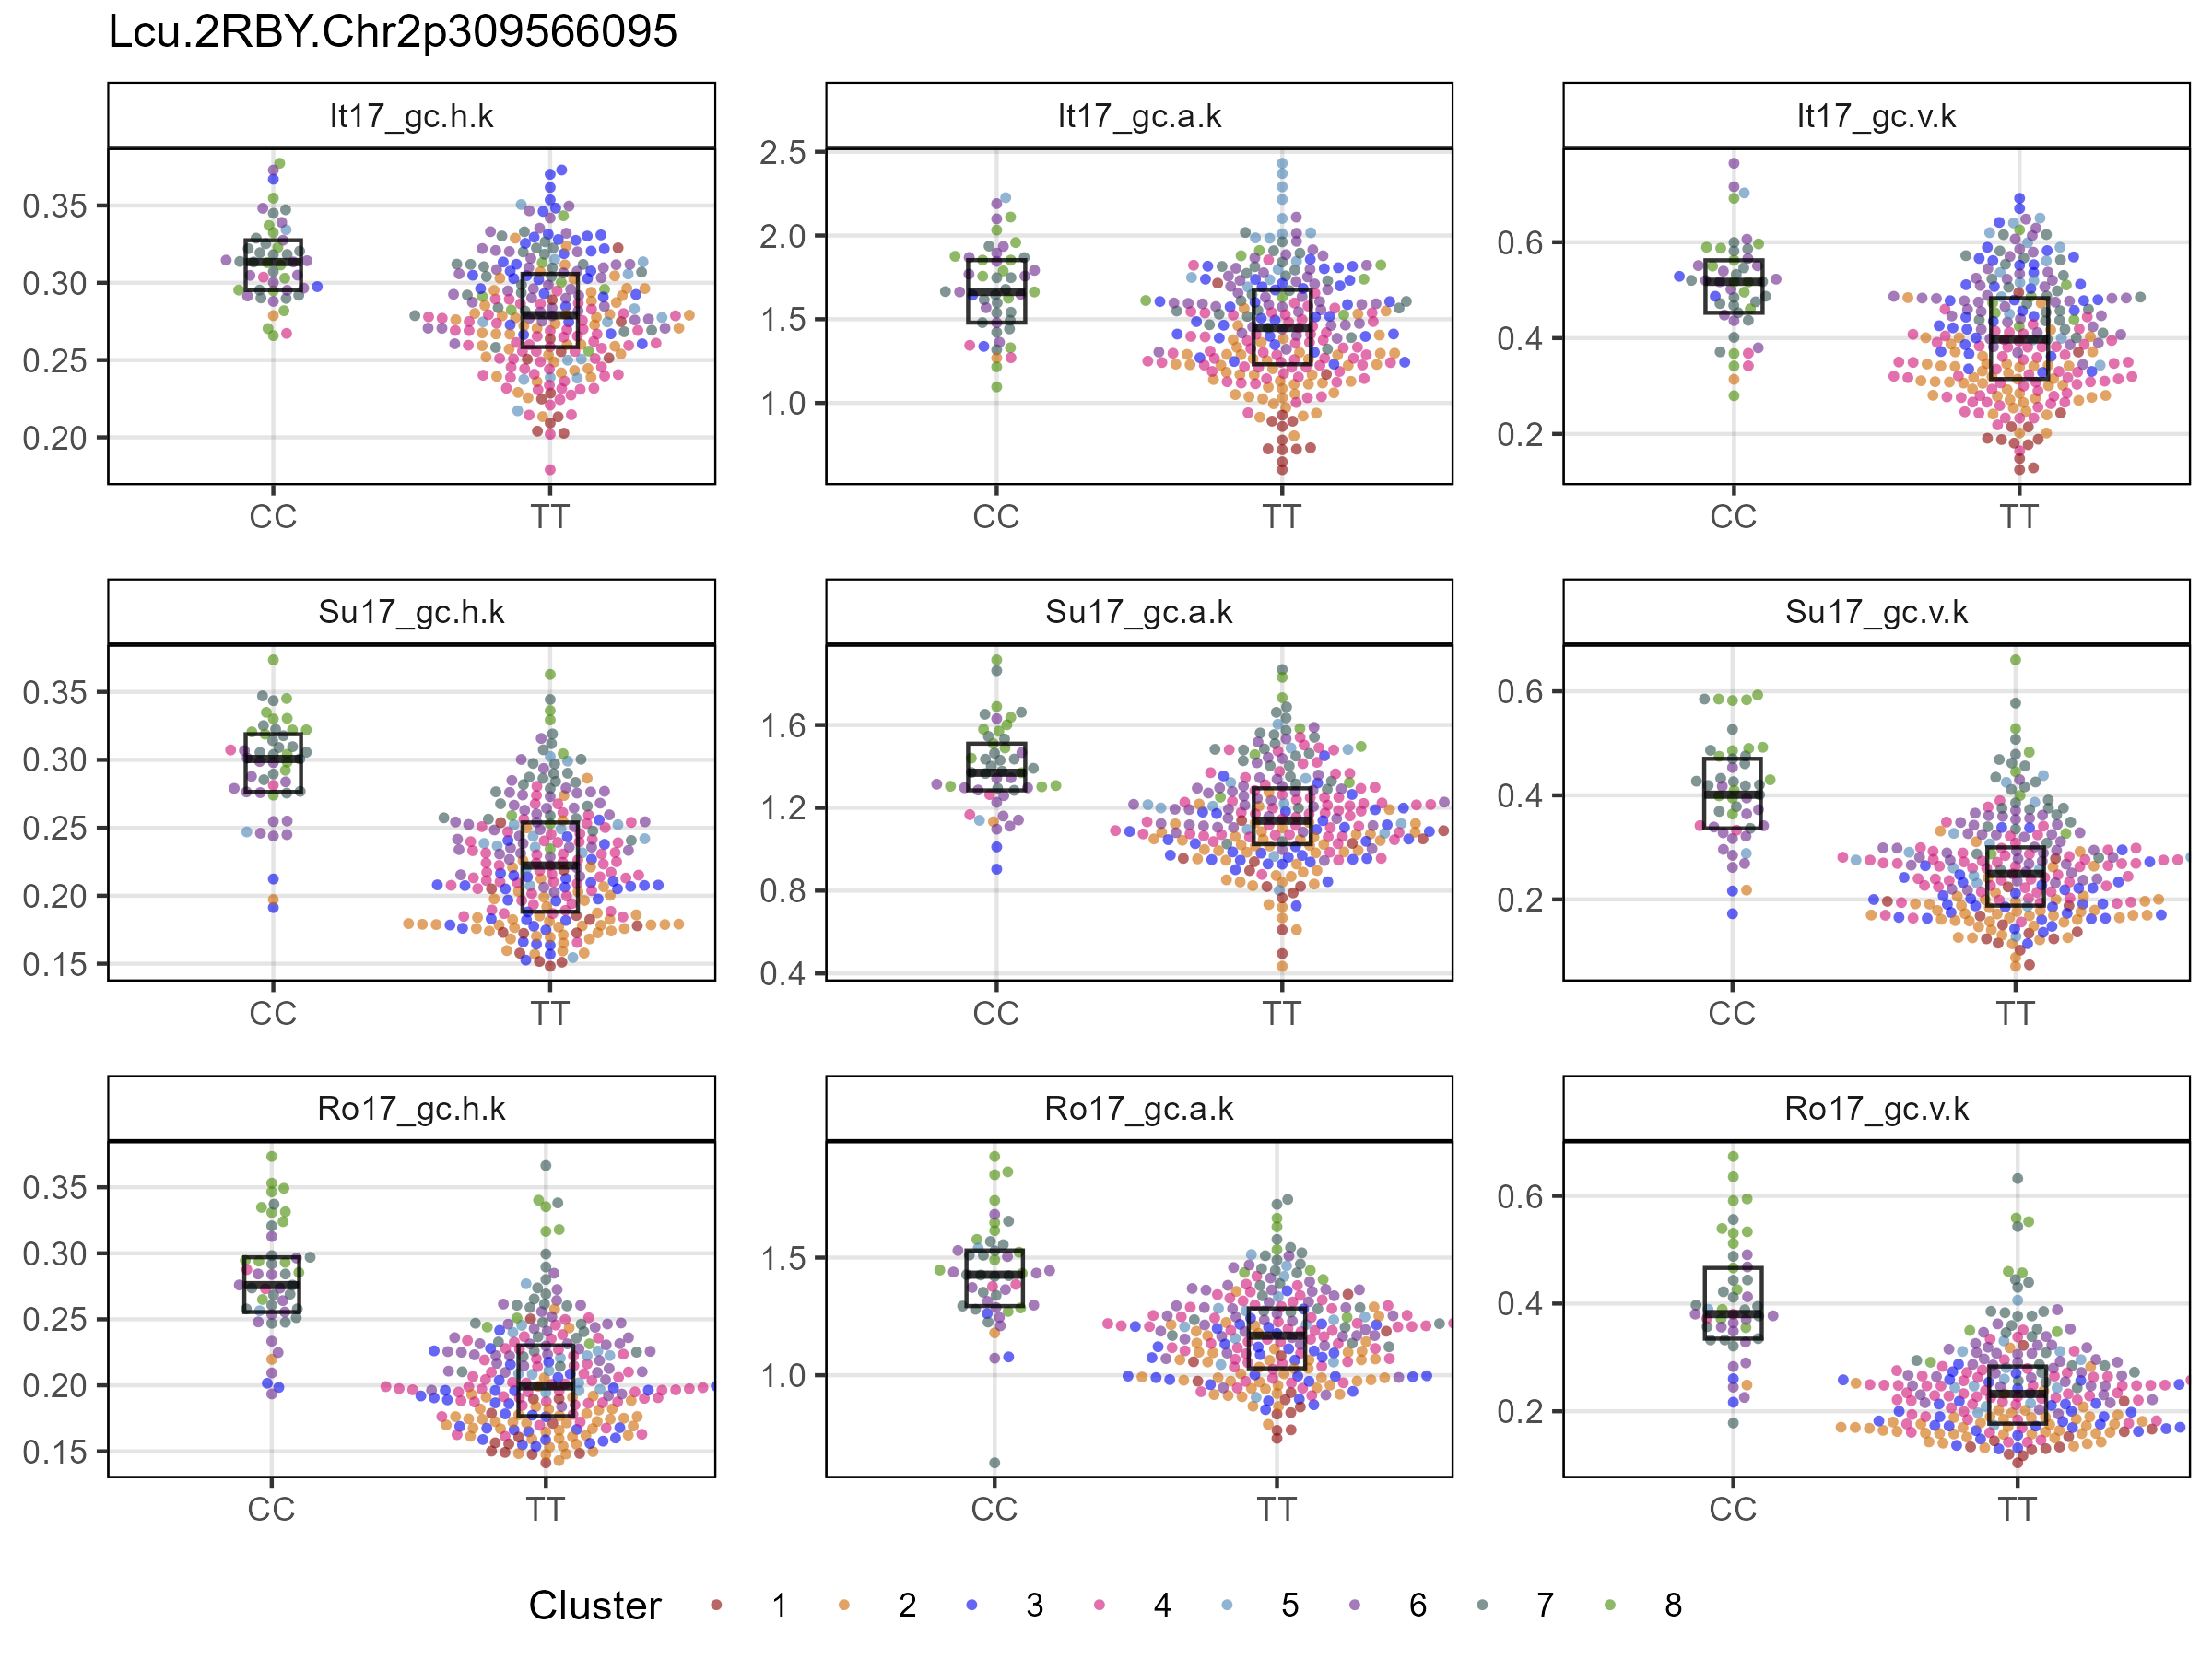 Lcu.2RBY.Chr2p309566095
It17_gc.h.k
It17_gc.a.k
It17_gc.v.k
0.35
0.30
0.25
0.20
2.5
2.0
1.5
1.0
0.6
0.4
0.2
CC TT
CC TT
CC TT
Su17_gc.h.k
Su17_gc.a.k
Su17_gc.v.k
0.35
0.30
0.25
0.20
0.15
1.6
1.2
0.8
0.4
0.6
0.4
0.2
CC TT
CC TT
CC TT
Ro17_gc.h.k
Ro17_gc.a.k
Ro17_gc.v.k
0.35
0.30
0.25
0.20
0.15
1.5
1.0
0.6
0.4
0.2
CC TT
CC TT
CC TT
Cluster 1 2 3 4 5 6 7 8